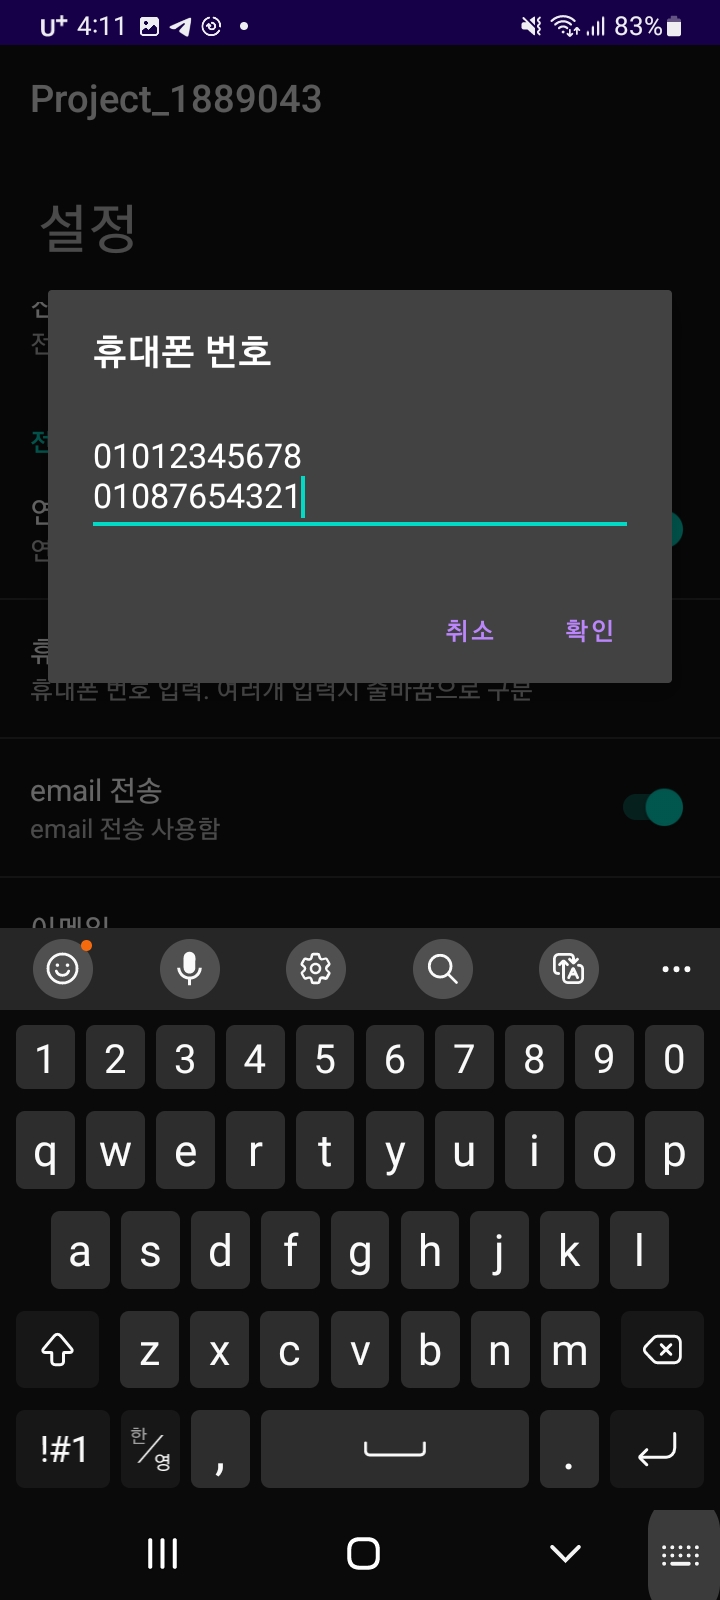 U+ 4:11 83%
Project_1889043
설정
휴대폰 번호
01012345678
01087654321
취소 확인
휴대폰 번호 입력. 여러개 입력시 줄바꿈으로 구분
email 전송
email 전송 사용함
이메일
1 2 3 4 5 6 7 8 9 0
q w e r t y u i o p
a s d f g h j k l
z x c v b n m
!#1 한/영 , .